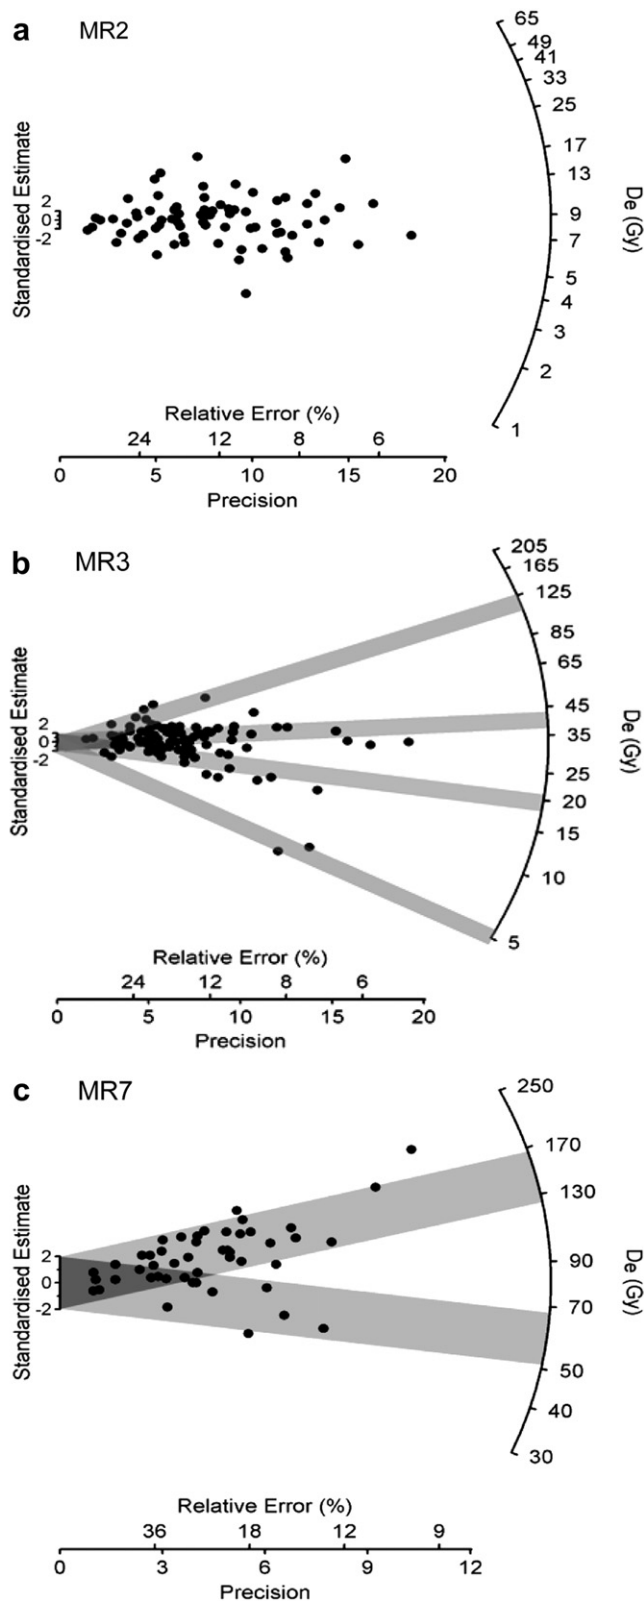 a MR2
65
49
41
33
25
17
13
9
7
5
4
3
2
1
De (Gy)
Standardised Estimate
2
0
-2
Relative Error (%)
24 12 8 6
0 5 10 15 20
Precision
b MR3
205
165
125
85
65
45
35
25
20
15
10
5
De (Gy)
Standardised Estimate
2
0
-2
Relative Error (%)
24 12 8 6
0 5 10 15 20
Precision
c MR7
250
170
130
90
70
50
40
30
De (Gy)
Standardised Estimate
2
0
-2
Relative Error (%)
36 18 12 9
0 3 6 9 12
Precision